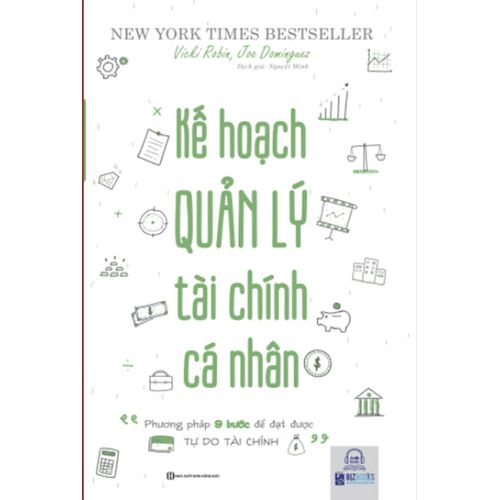 NEW YORK TIMES BESTSELLER
Vicki Robin, Joe Dominguez
Dịch giả: Nguyệt Minh
Kế hoạch
QUẢN LÝ
tài chính
cá nhân
Phương pháp 9 bước để đạt được
TỰ DO TÀI CHÍNH
BIZBOOKS